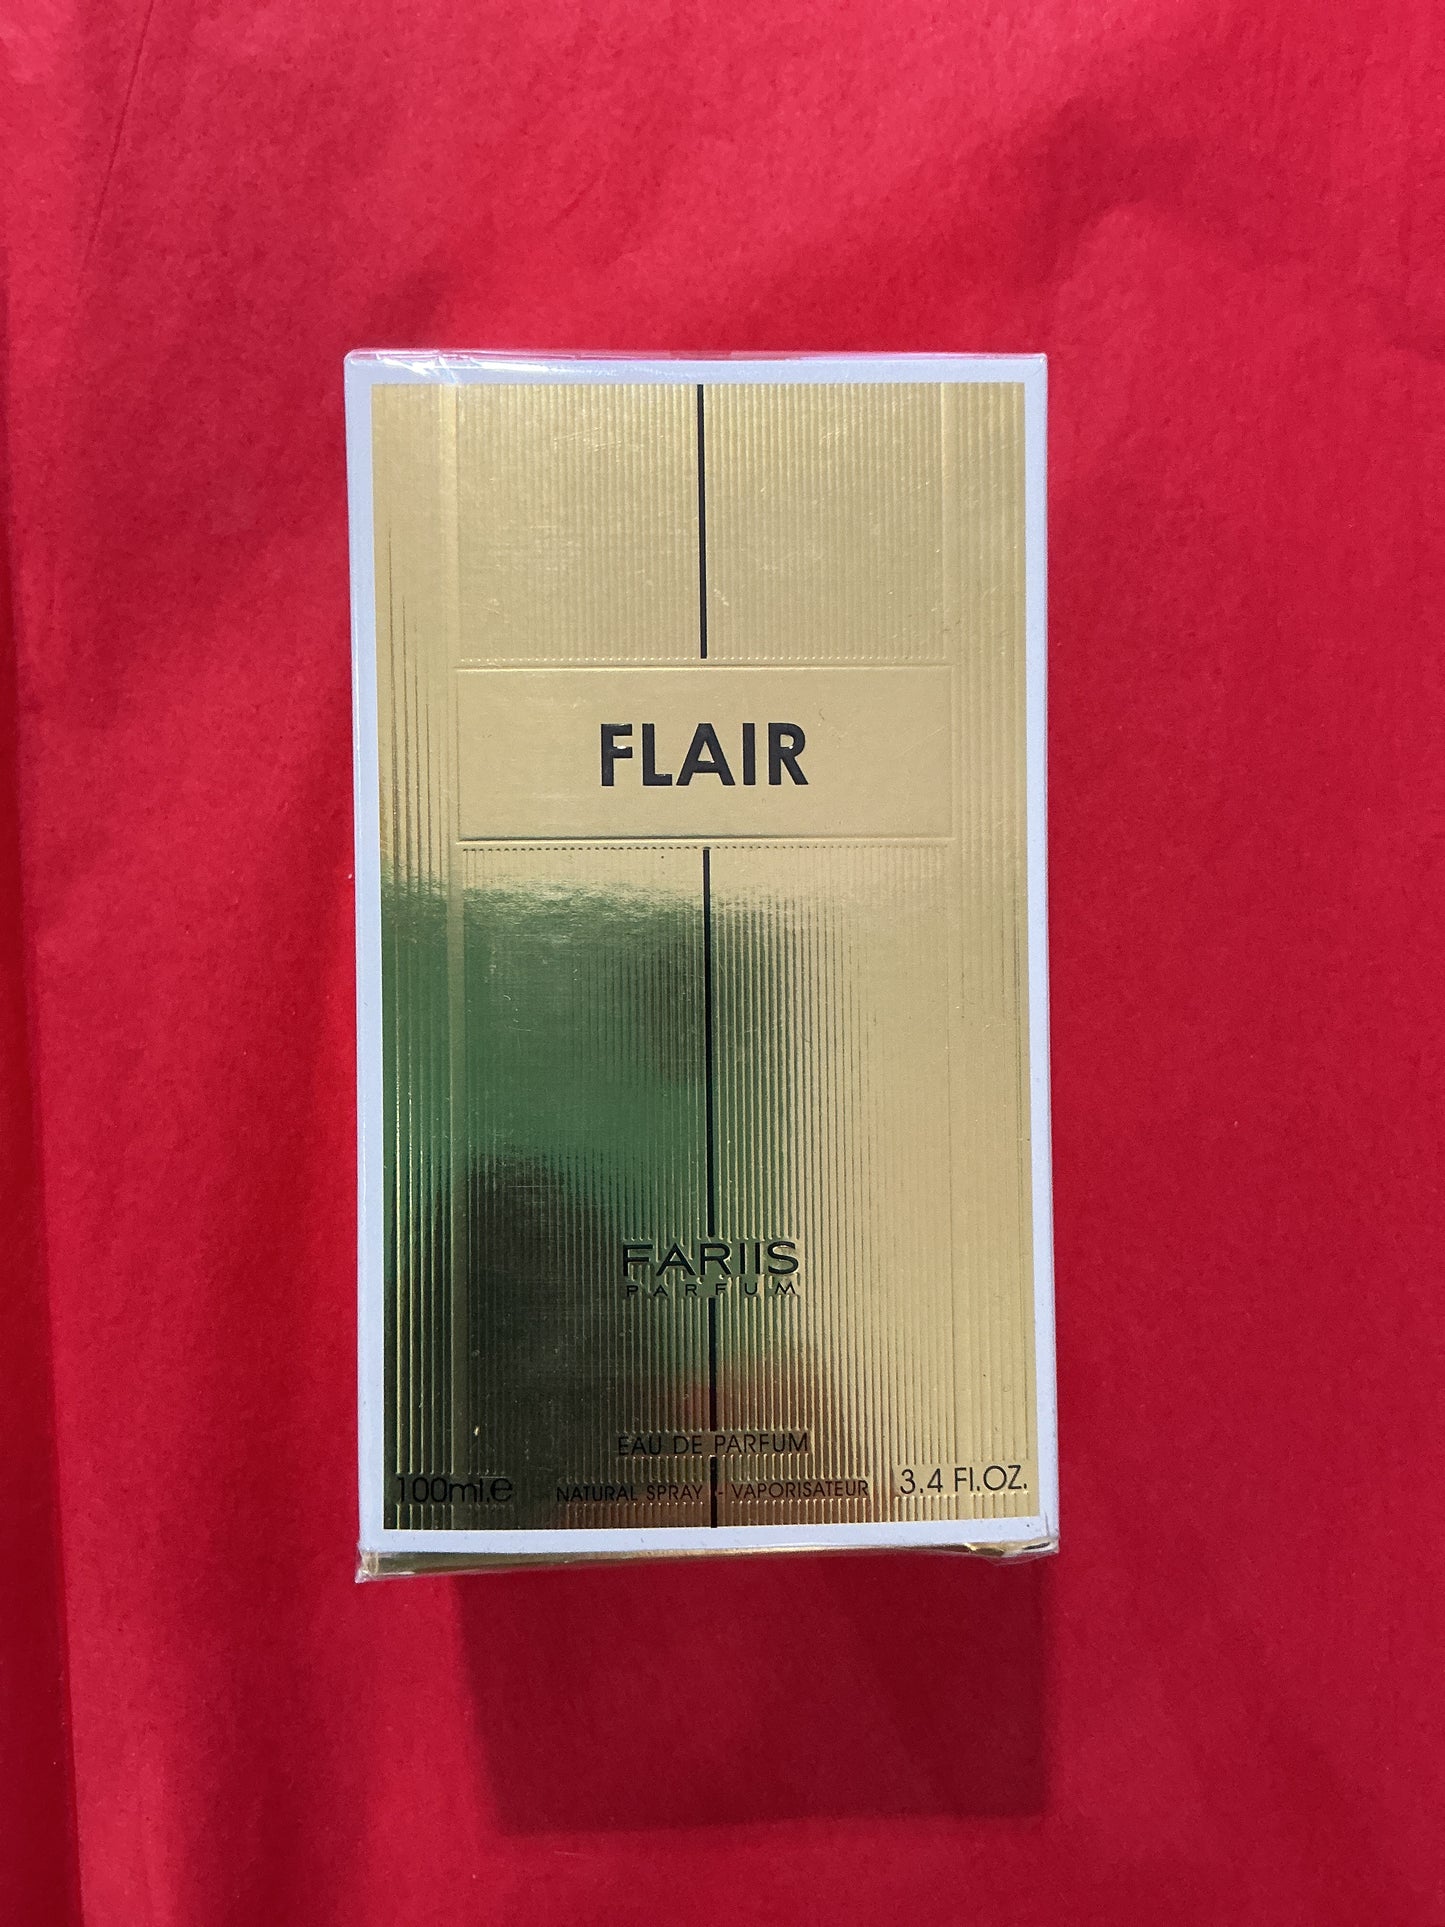 FLAIR
FARIIS
PARFUM
EAU DE PARFUM
100ml.e NATURAL SPRAY - VAPORISATEUR 3.4 Fl.OZ.